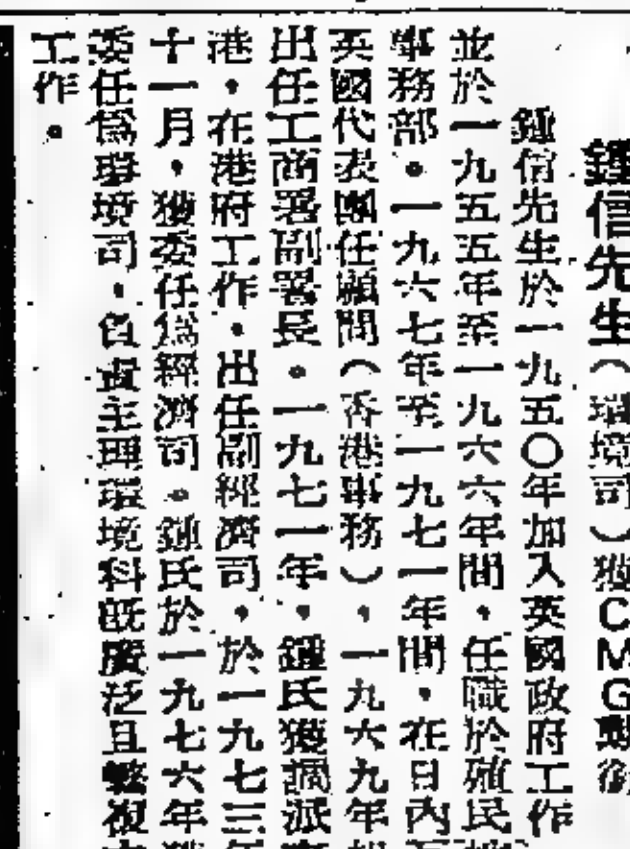 鍾信先生（環境司）獲CMG勳銜
鍾信先生於一九五〇年加入英國政府工作
並於一九五五年至一九六六年間，任職於殖民地
事務部。一九六七年至一九七一年間，在日內瓦
英國代表團任顧問（香港事務），一九六九年
出任工商署副署長。一九七一年，鍾氏獲調派
港，在港府工作，出任副經濟司，於一九七三年
十一月，獲委任爲經濟司。鍾氏於一九七六年獲
委任爲環境司，負責主理環境科旣廣泛且繁複
工作。